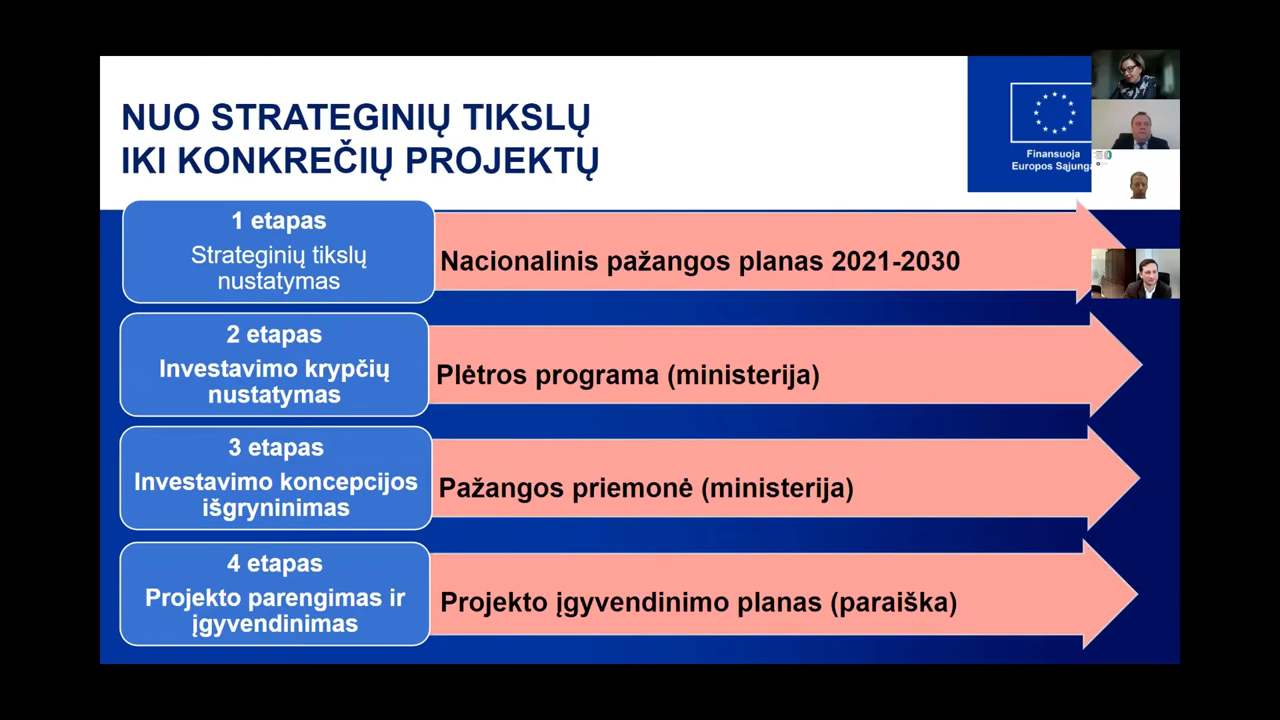 NUO STRATEGINIŲ TIKSLŲ
IKI KONKREČIŲ PROJEKTŲ
Finansuoja
Europos Sąjunga
1 etapas
Strateginių tikslų
nustatymas
Nacionalinis pažangos planas 2021-2030
2 etapas
Investavimo krypčių
nustatymas
Plėtros programa (ministerija)
3 etapas
Investavimo koncepcijos
išgryninimas
Pažangos priemonė (ministerija)
4 etapas
Projekto parengimas ir
įgyvendinimas
Projekto įgyvendinimo planas (paraiška)